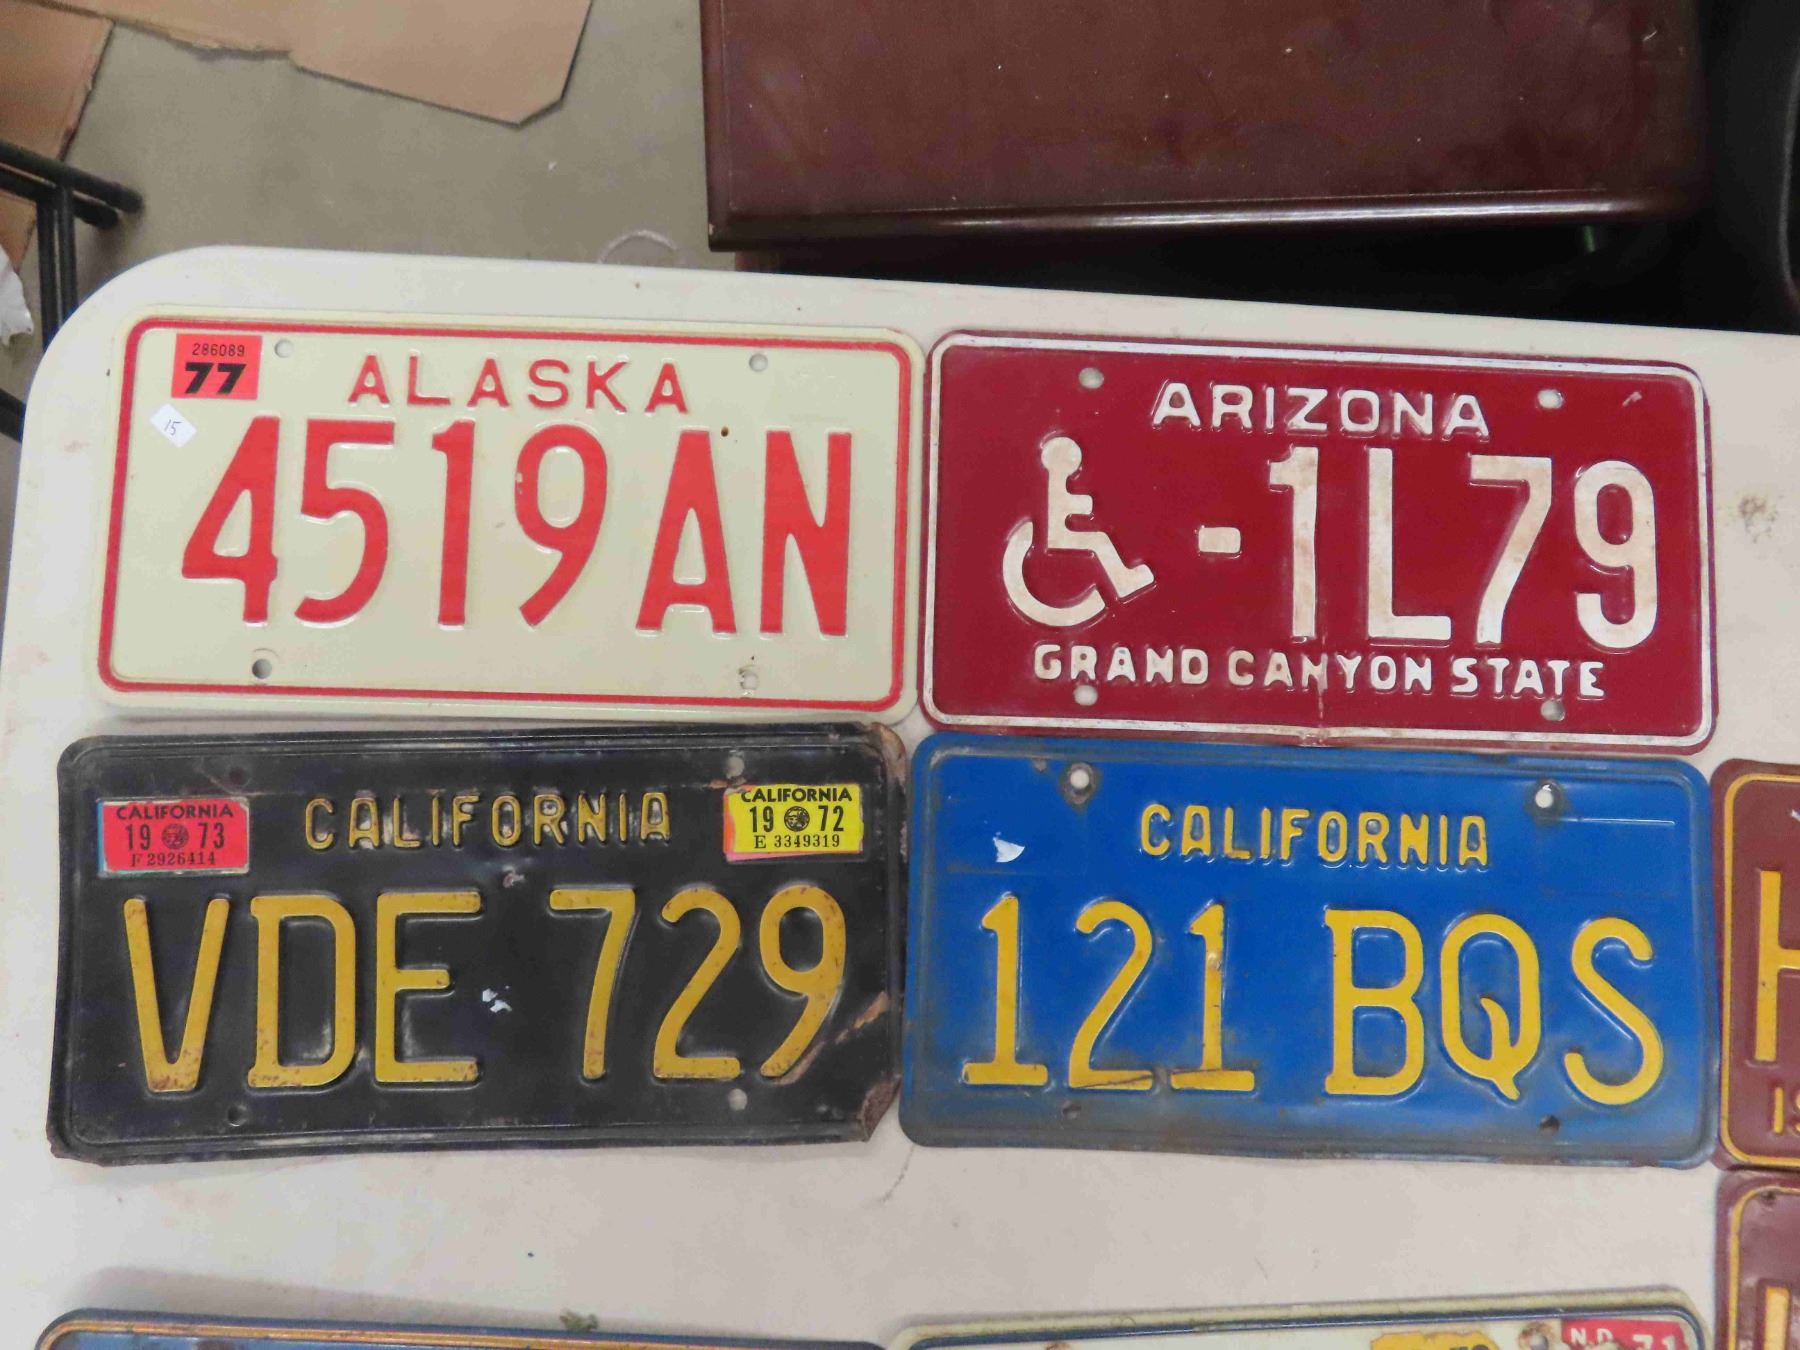 286089
77
ALASKA
15
4519AN
ARIZONA
-1L79
GRAND CANYON STATE
CALIFORNIA
19 73
F 2926414
CALIFORNIA
CALIFORNIA
19 72
E 3349319
VDE 729
CALIFORNIA
121 BQS
H
N.D. 71